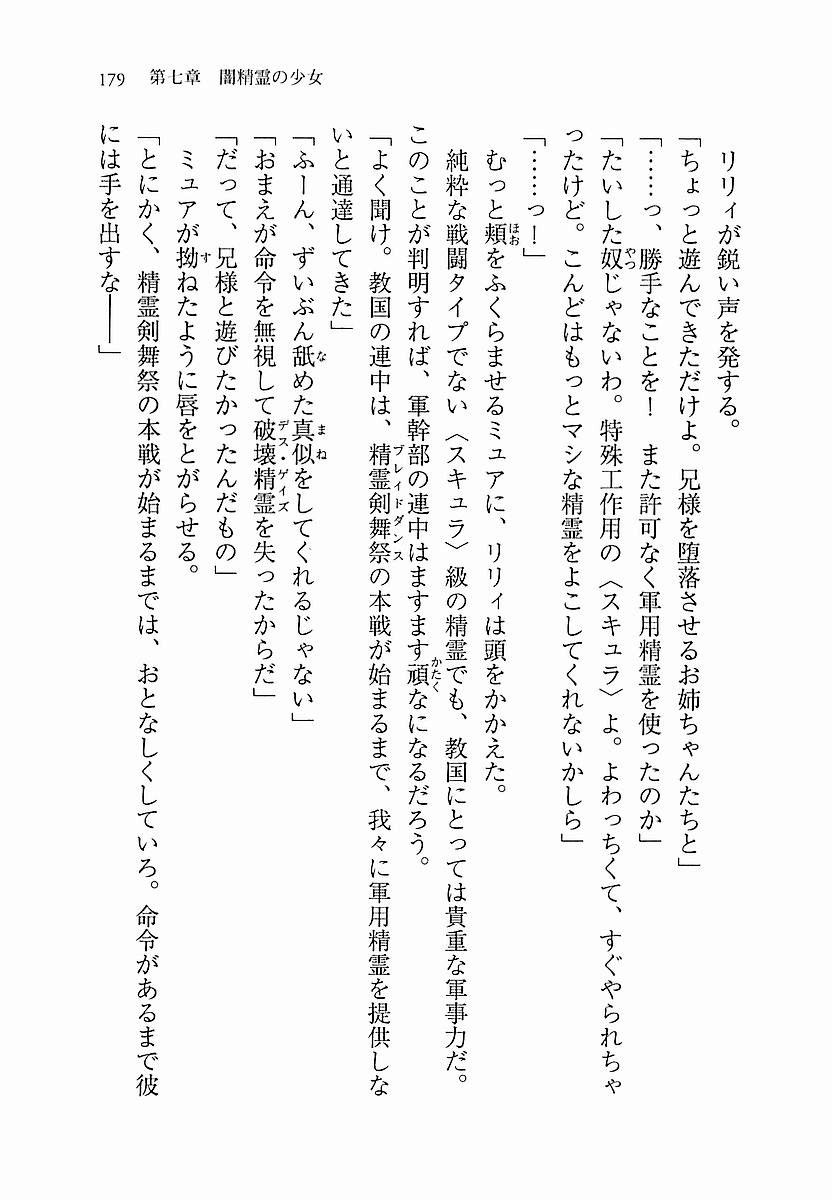 179　第七章　闇精霊の少女
　リリィが鋭い声を発する。
「ちょっと遊んできただけよ。兄様を堕落させるお姉ちゃんたちと」
「……っ、勝手なことを！　また許可なく軍用精霊を使ったのか」
「たいした奴じゃないわ。特殊工作用の〈スキュラ〉よ。よわっちくて、すぐやられちゃ
ったけど。こんどはもっとマシな精霊をよこしてくれないかしら」
「……っ！」
　むっと頬をふくらませるミュアに、リリィは頭をかかえた。
　純粋な戦闘タイプでない〈スキュラ〉級の精霊でも、教国にとっては貴重な軍事力だ。
このことが判明すれば、軍幹部の連中はますます頑なになるだろう。
「よく聞け。教国の連中は、精霊剣舞祭の本戦が始まるまで、我々に軍用精霊を提供しな
いと通達してきた」
「ふーん、ずいぶん舐めた真似をしてくれるじゃない」
「おまえが命令を無視して破壊精霊を失ったからだ」
「だって、兄様と遊びたかったんだもの」
　ミュアが拗ねたように唇をとがらせる。
「とにかく、精霊剣舞祭の本戦が始まるまでは、おとなしくしていろ。命令があるまで彼
には手を出すな――」